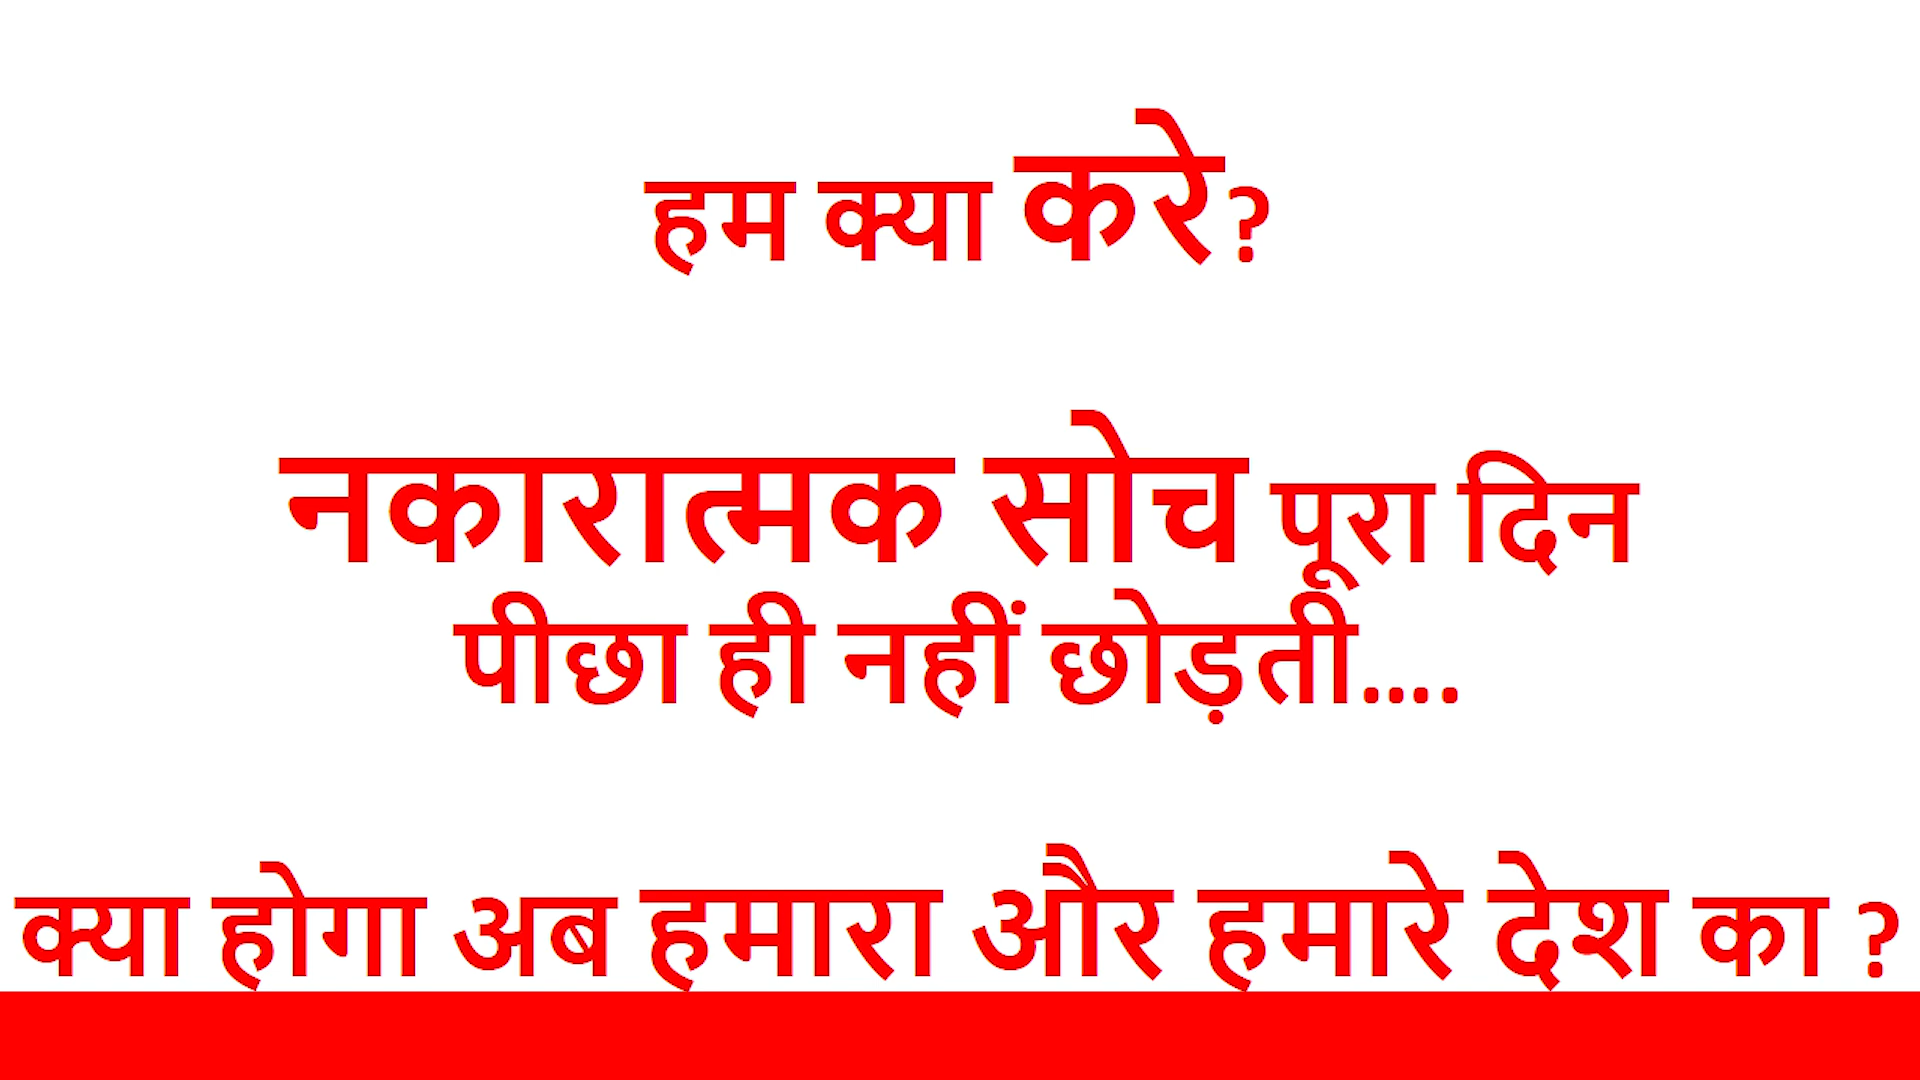 हम क्या करे?
नकारात्मक सोच पूरा दिन
पीछा ही नहीं छोड़ती....
क्या होगा अब हमारा और हमारे देश का ?